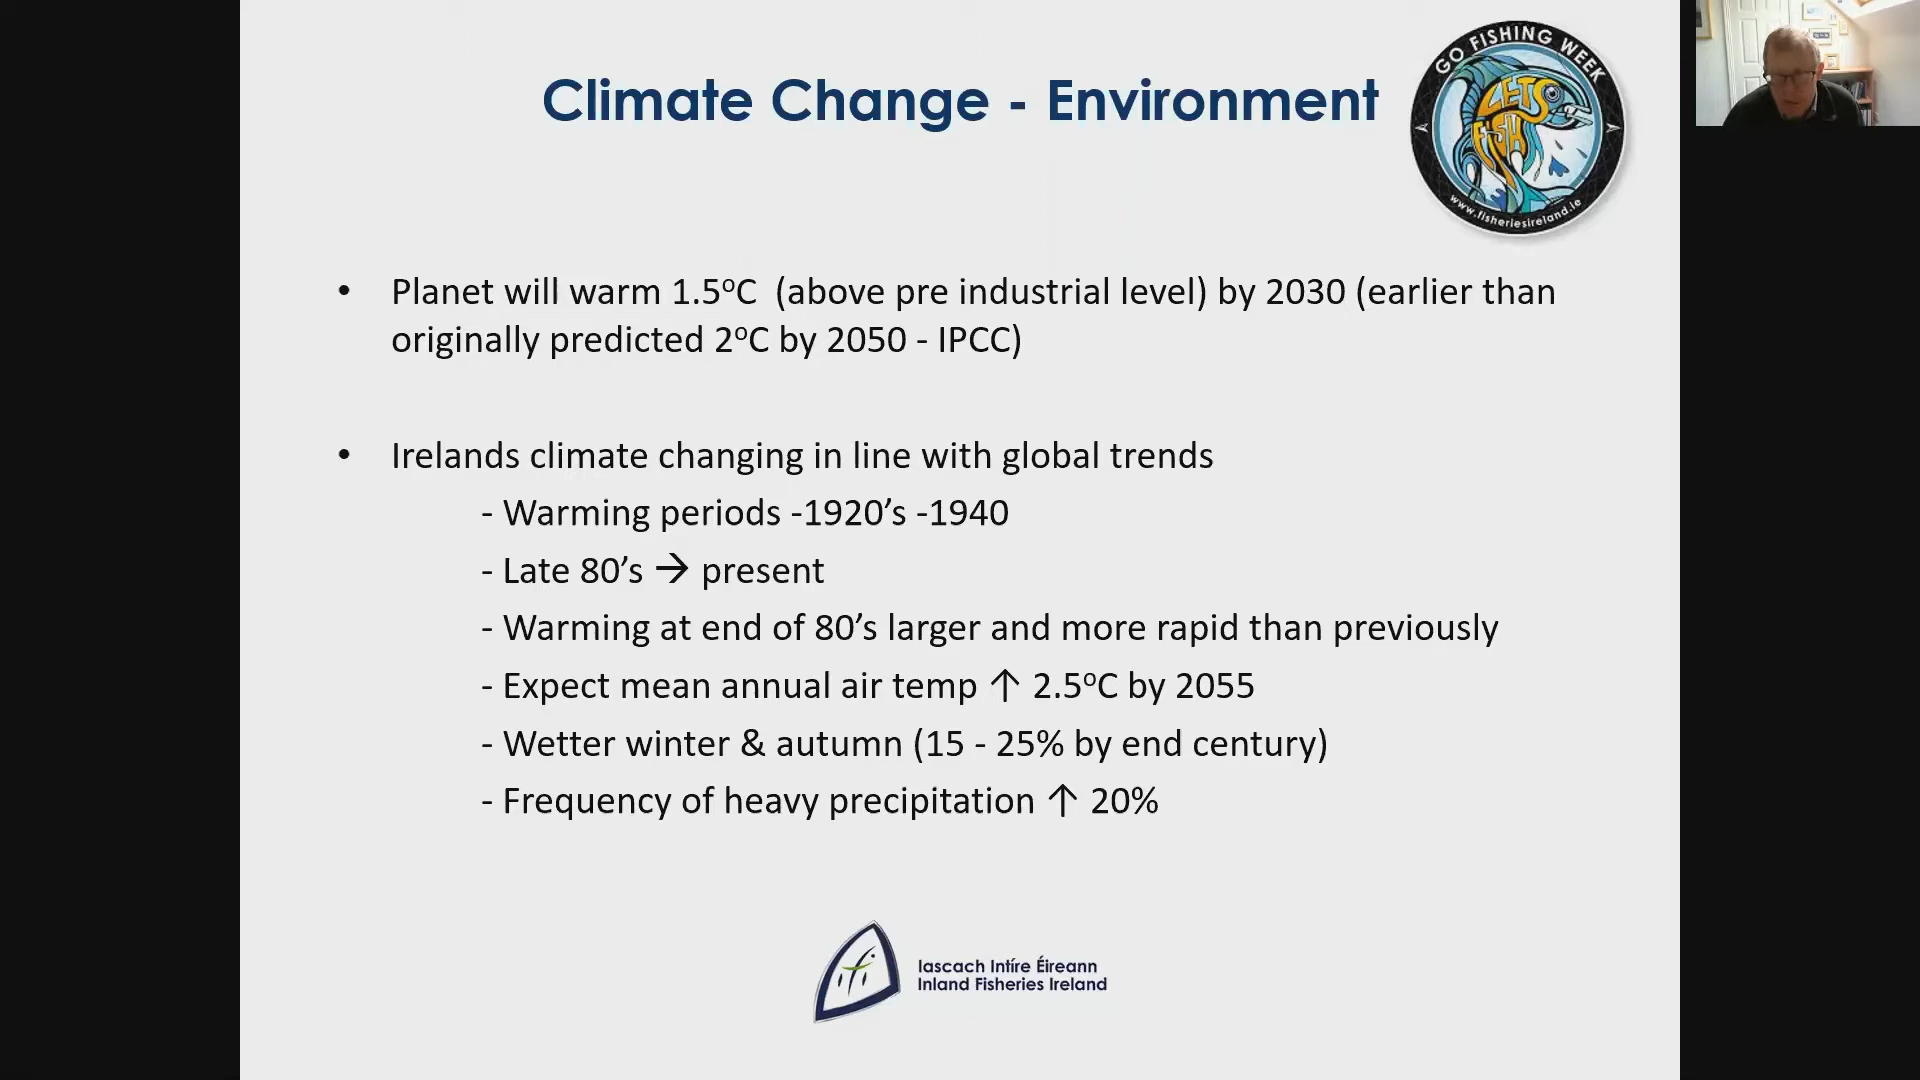 Climate Change - Environment
GO FISHING WEEK
LETS
FISH
www.fisheriesireland.ie
• Planet will warm 1.5ºC  (above pre industrial level) by 2030 (earlier than
originally predicted 2ºC by 2050 - IPCC)
• Irelands climate changing in line with global trends
- Warming periods -1920’s -1940
- Late 80’s → present
- Warming at end of 80’s larger and more rapid than previously
- Expect mean annual air temp ↑ 2.5ºC by 2055
- Wetter winter & autumn (15 - 25% by end century)
- Frequency of heavy precipitation ↑ 20%
ifi
Iascach Intíre Éireann
Inland Fisheries Ireland